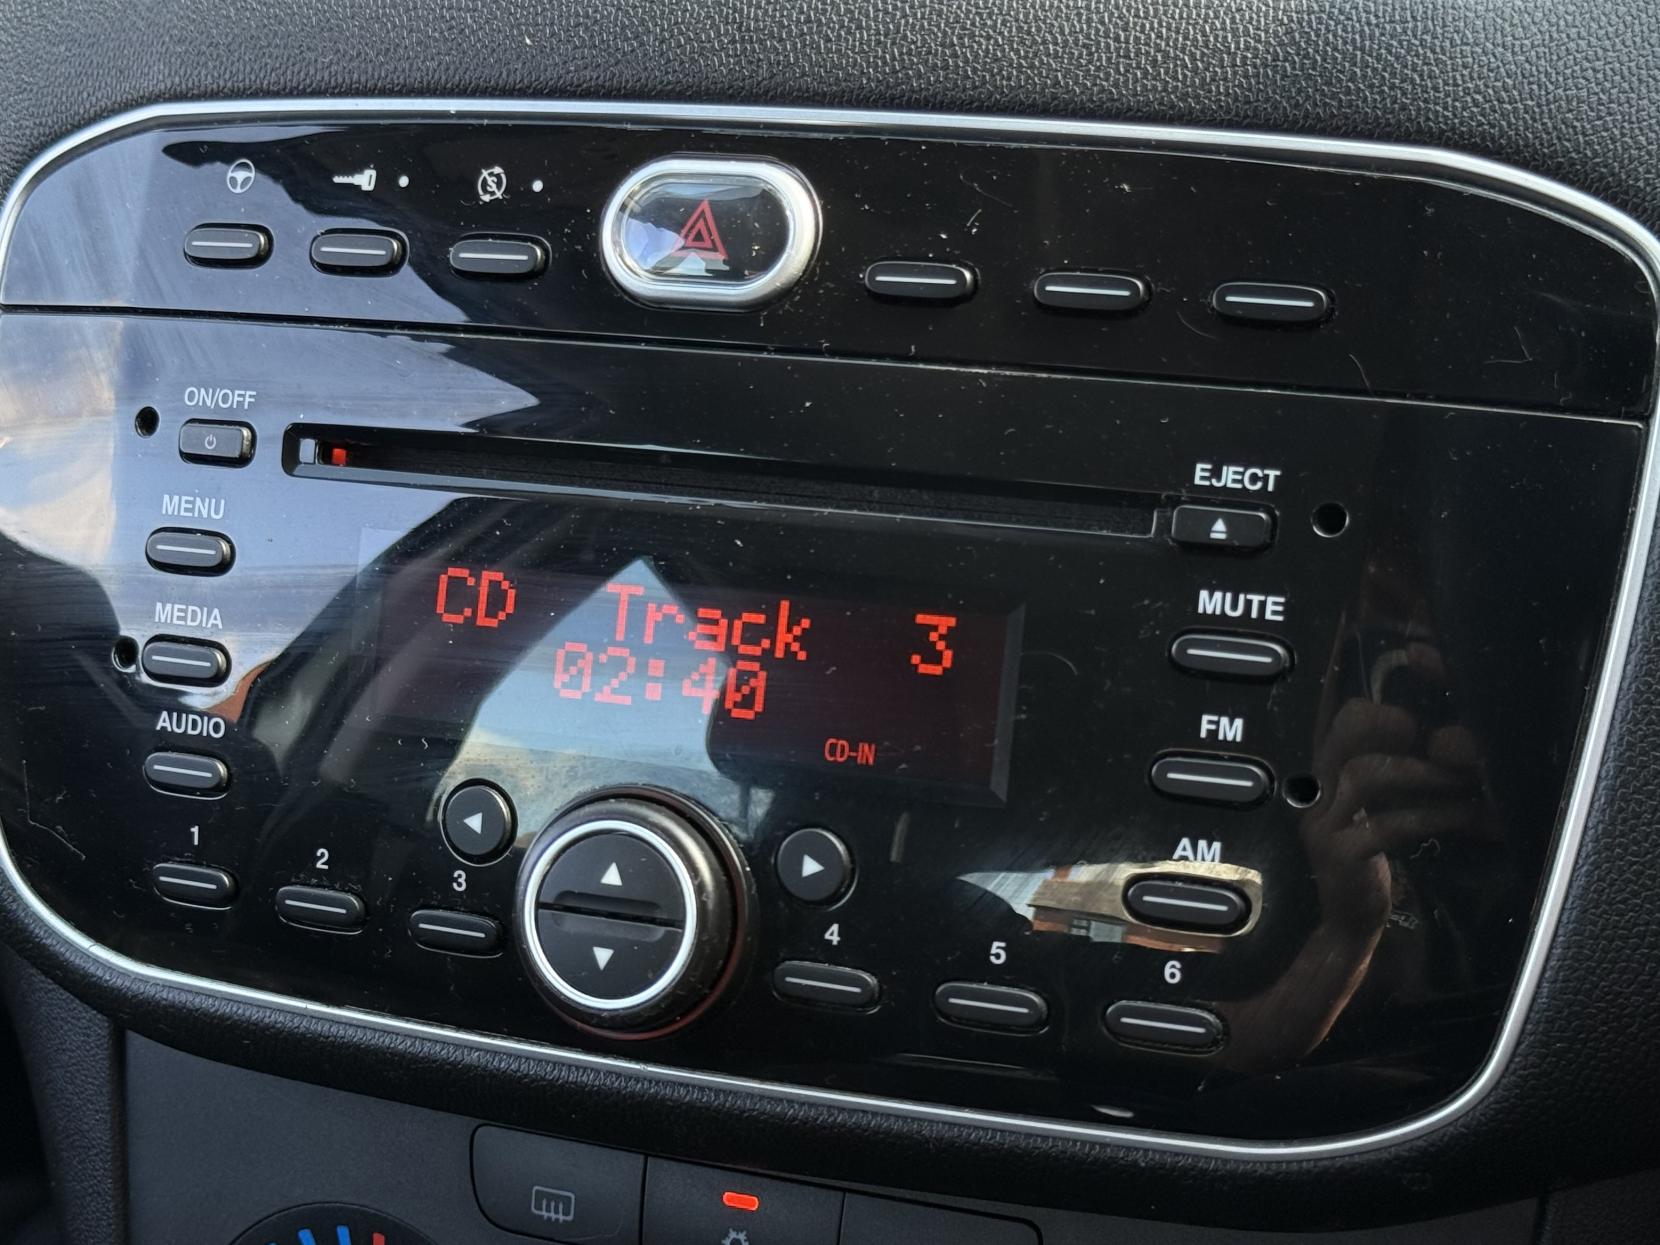 ON/OFF
EJECT
MENU
CD Track 3
MUTE
MEDIA
02:40
AUDIO
CD-IN
FM
1
2
3
AM
4
5
6